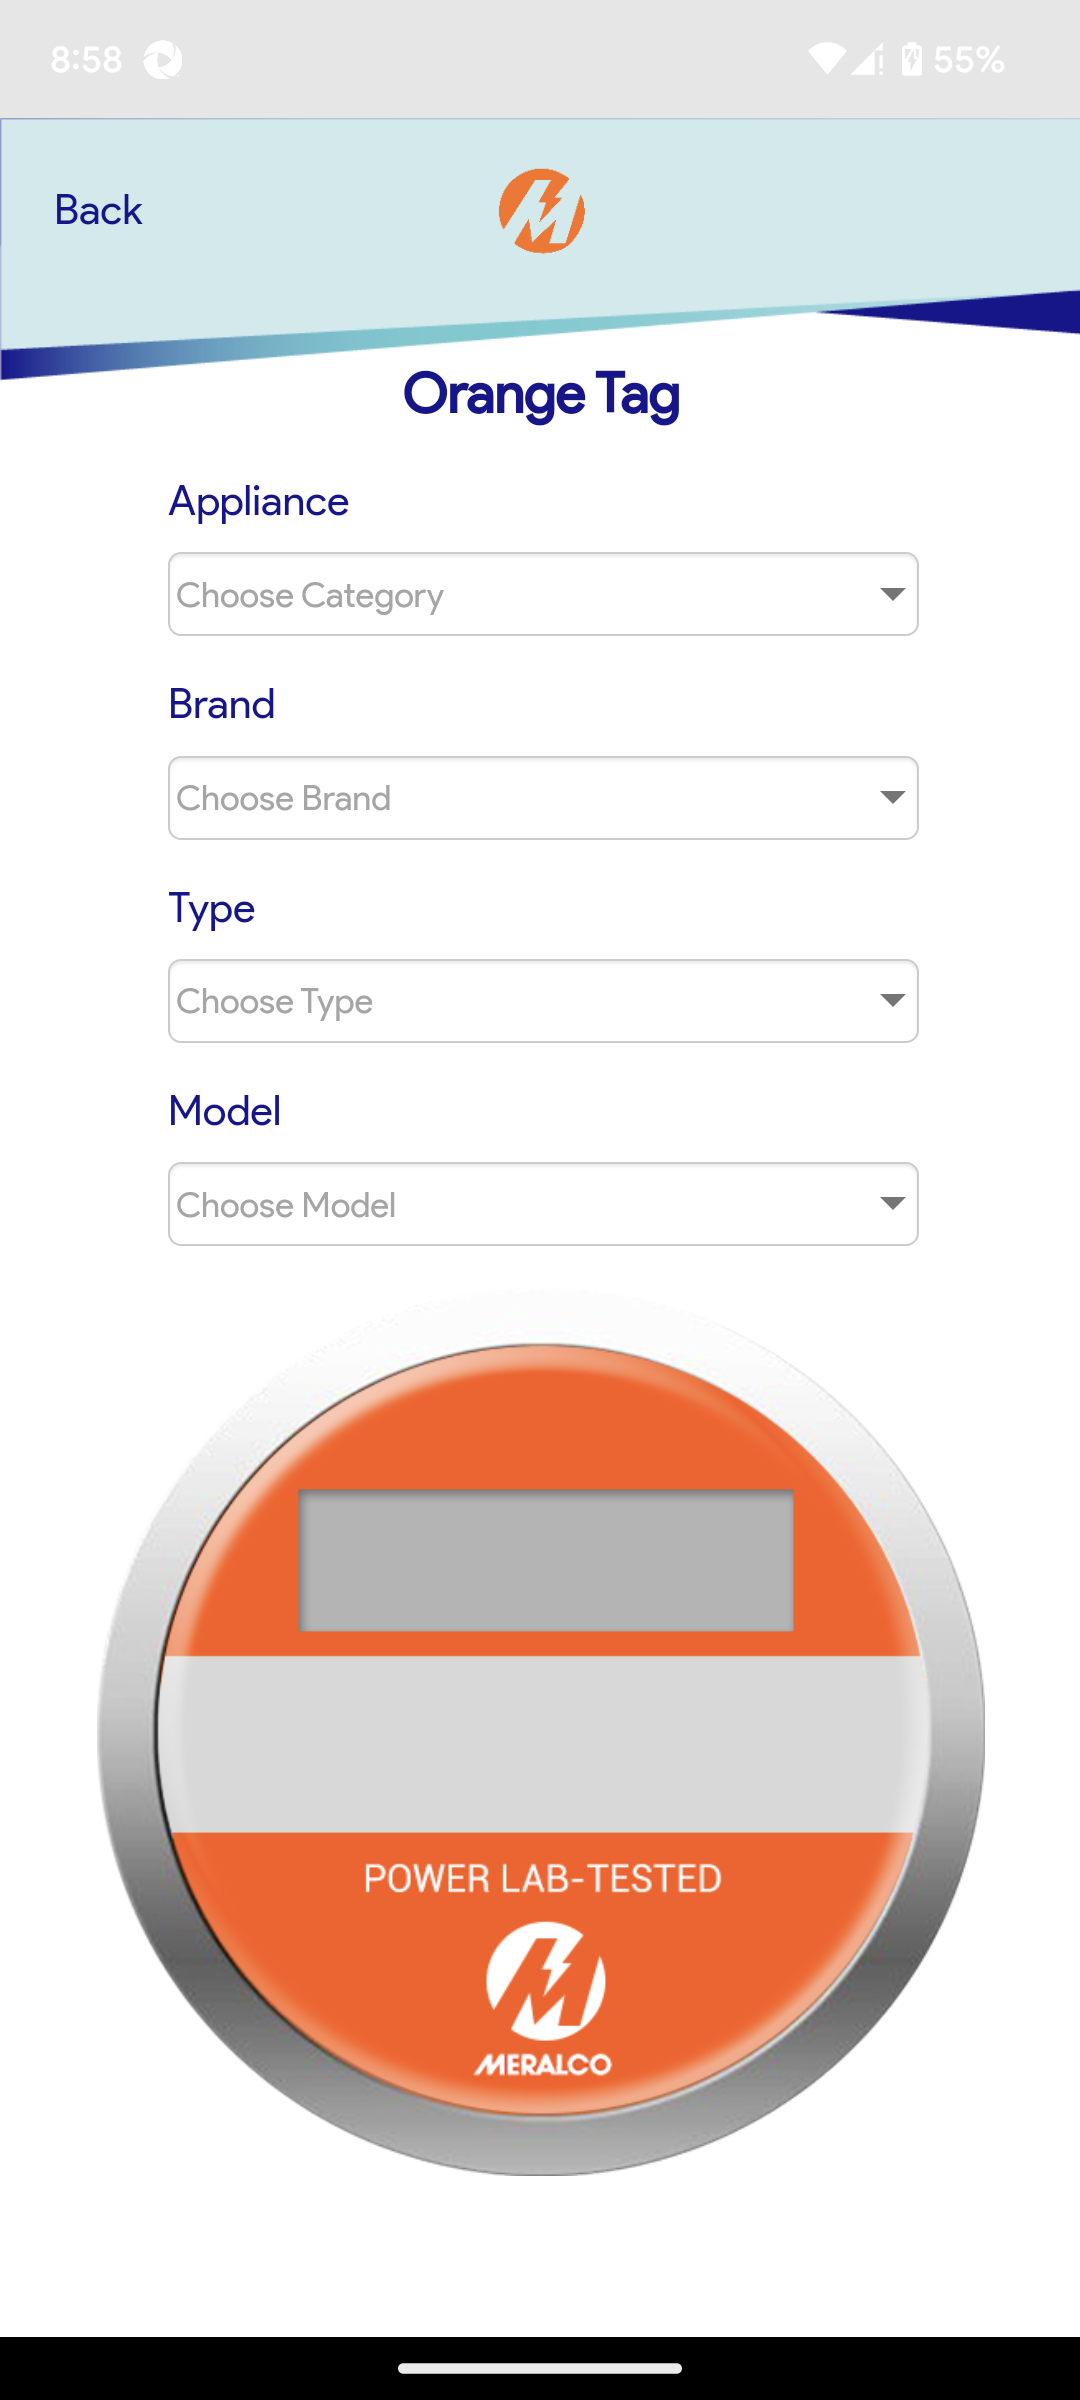 8:58
55%
Back
Orange Tag
Appliance
Choose Category
Brand
Choose Brand
Type
Choose Type
Model
Choose Model
POWER LAB-TESTED
MERALCO